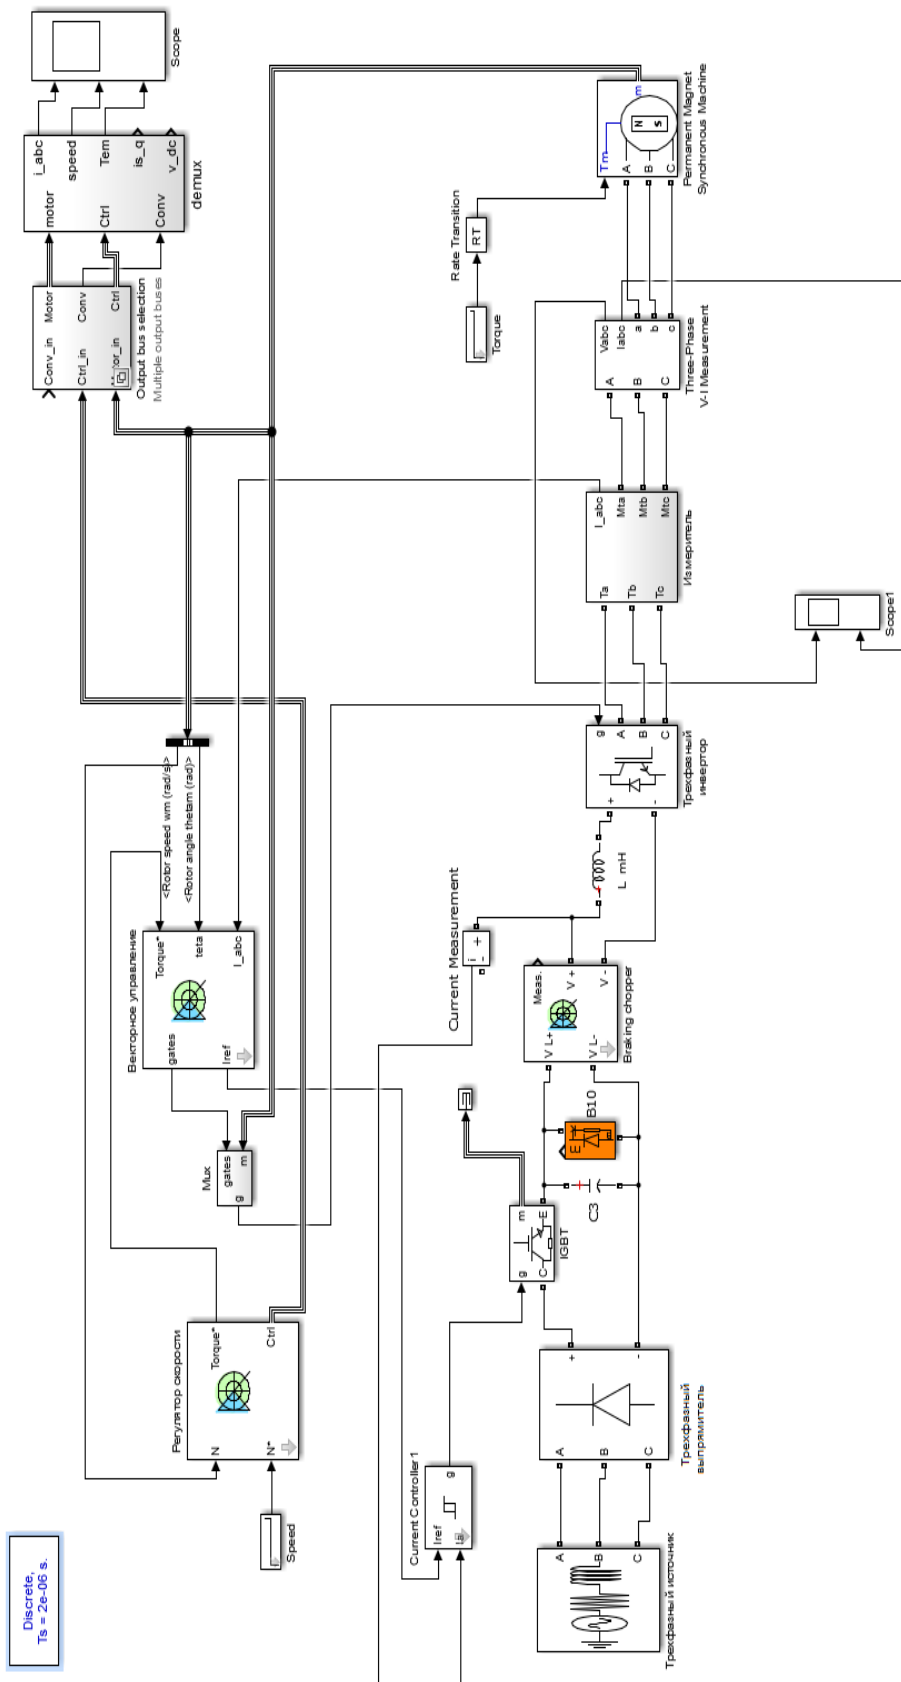 Discrete,
Ts = 2e-06 s.
Speed
N
N*
Регулятор скорости
Torque*
Ctrl
Mux
gates
m
g
Векторное управление
gates
Iref
Torque*
teta
I_abc
<Rotor speed wm (rad/s)>
<Rotor angle thetam (rad)>
Conv_in
Ctrl_in
Motor
Conv
Ctrl
Output bus selection
Multiple output buses
motor
Ctrl
Conv
i_abc
speed
Tem
is_q
v_dc
demux
Scope
Current Controller1
Iref
Ia
g
Current Measurement
i
+
-
Torque
Rate Transition
RT
Трехфазный источник
A
B
C
Трехфазный
выпрямитель
A
B
C
+
-
IGBT
g
C
m
E
C3
+
B10
E
Braking chopper
V L+
V L-
Meas.
V +
V -
L mH
Трехфазный
инвертор
+
-
g
A
B
C
Измеритель
Ta
Tb
Tc
I_abc
Mta
Mtb
Mtc
Three-Phase
V-I Measurement
A
B
C
Vabc
Iabc
a
b
c
Permanent Magnet
Synchronous Machine
Tm
A
B
C
m
N
S
Scope1